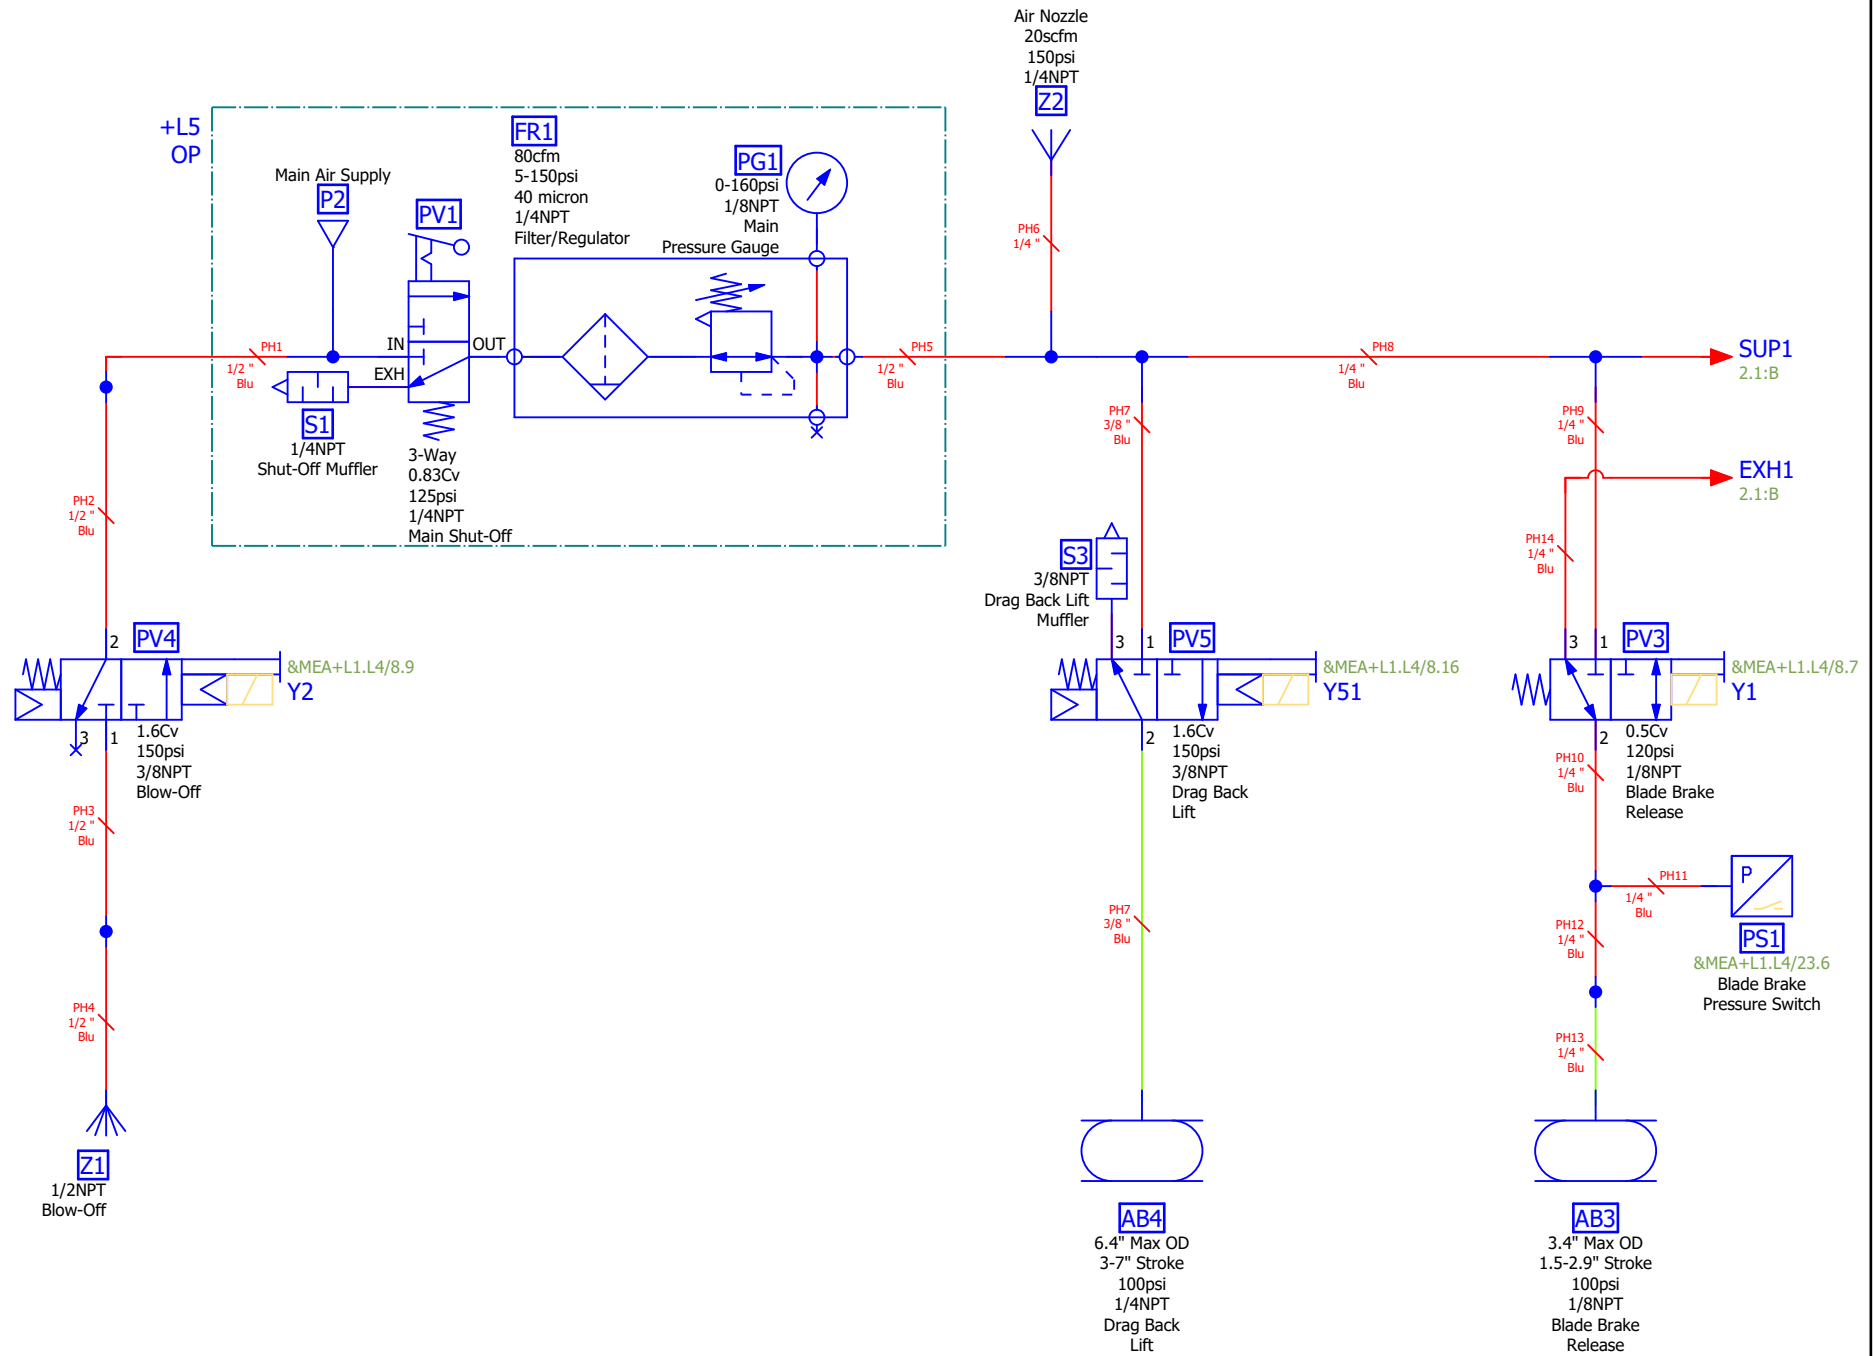 Air Nozzle
20scfm
150psi
1/4NPT
Z2
+L5
OP
Main Air Supply
P2
PV1
FR1
80cfm
5-150psi
40 micron
1/4NPT
Filter/Regulator
PG1
0-160psi
1/8NPT
Main
Pressure Gauge
PH6
1/4 "
PH1
1/2 "
Blu
IN
OUT
EXH
S1
1/4NPT
Shut-Off Muffler
3-Way
0.83Cv
125psi
1/4NPT
Main Shut-Off
PH5
1/2 "
Blu
PH8
1/4 "
Blu
SUP1
2.1:B
PH7
3/8 "
Blu
PH9
1/4 "
Blu
EXH1
2.1:B
PH2
1/2 "
Blu
S3
3/8NPT
Drag Back Lift
Muffler
PH14
1/4 "
Blu
2
PV4
&MEA+L1.L4/8.9
Y2
3
1
1.6Cv
150psi
3/8NPT
Blow-Off
3
1
PV5
&MEA+L1.L4/8.16
Y51
2
1.6Cv
150psi
3/8NPT
Drag Back
Lift
3
1
PV3
&MEA+L1.L4/8.7
Y1
2
0.5Cv
120psi
1/8NPT
Blade Brake
Release
PH3
1/2 "
Blu
PH10
1/4 "
Blu
PH7
3/8 "
Blu
PH11
1/4 "
Blu
P
PS1
&MEA+L1.L4/23.6
Blade Brake
Pressure Switch
PH12
1/4 "
Blu
PH4
1/2 "
Blu
PH13
1/4 "
Blu
Z1
1/2NPT
Blow-Off
AB4
6.4" Max OD
3-7" Stroke
100psi
1/4NPT
Drag Back
Lift
AB3
3.4" Max OD
1.5-2.9" Stroke
100psi
1/8NPT
Blade Brake
Release